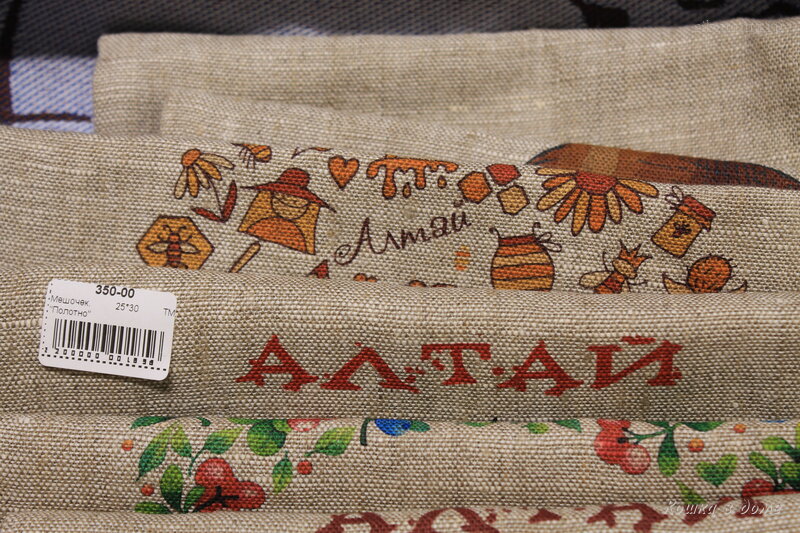 Алтай
350-00
Мешочек 25*30 ТМ
"Полотно"
АЛТАЙ
Кошка в доме